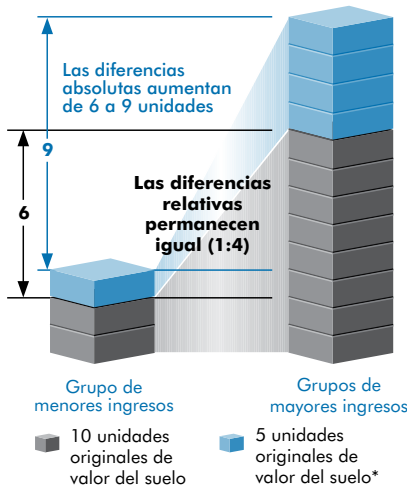 Las diferencias
absolutas aumentan
de 6 a 9 unidades
9
6
Las diferencias
relativas
permanecen
igual (1:4)
Grupo de
menores ingresos
Grupos de
mayores ingresos
10 unidades
originales de
valor del suelo
5 unidades
originales de
valor del suelo*